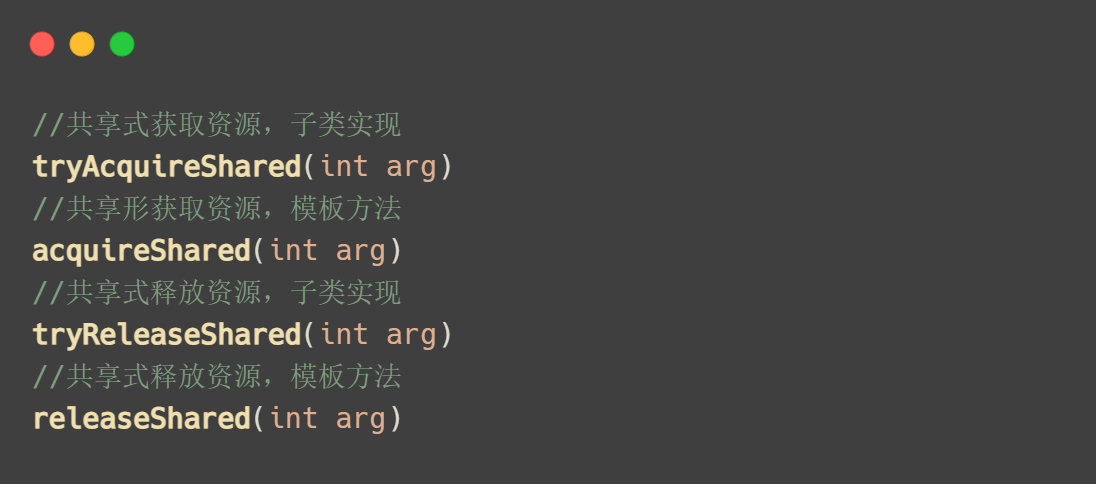 //共享式获取资源，子类实现
tryAcquireShared(int arg)
//共享形获取资源，模板方法
acquireShared(int arg)
//共享式释放资源，子类实现
tryReleaseShared(int arg)
//共享式释放资源，模板方法
releaseShared(int arg)